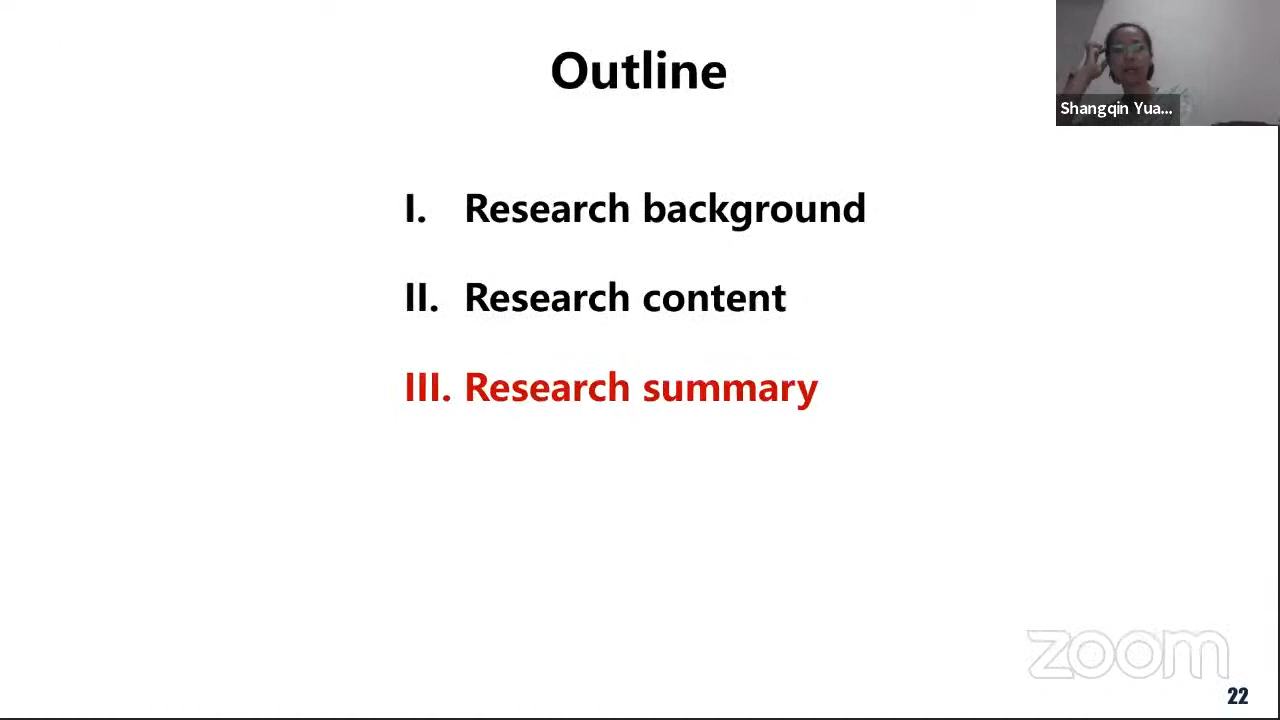 Outline
Shangqin Yua...
I. Research background
II. Research content
III. Research summary
zoom
22